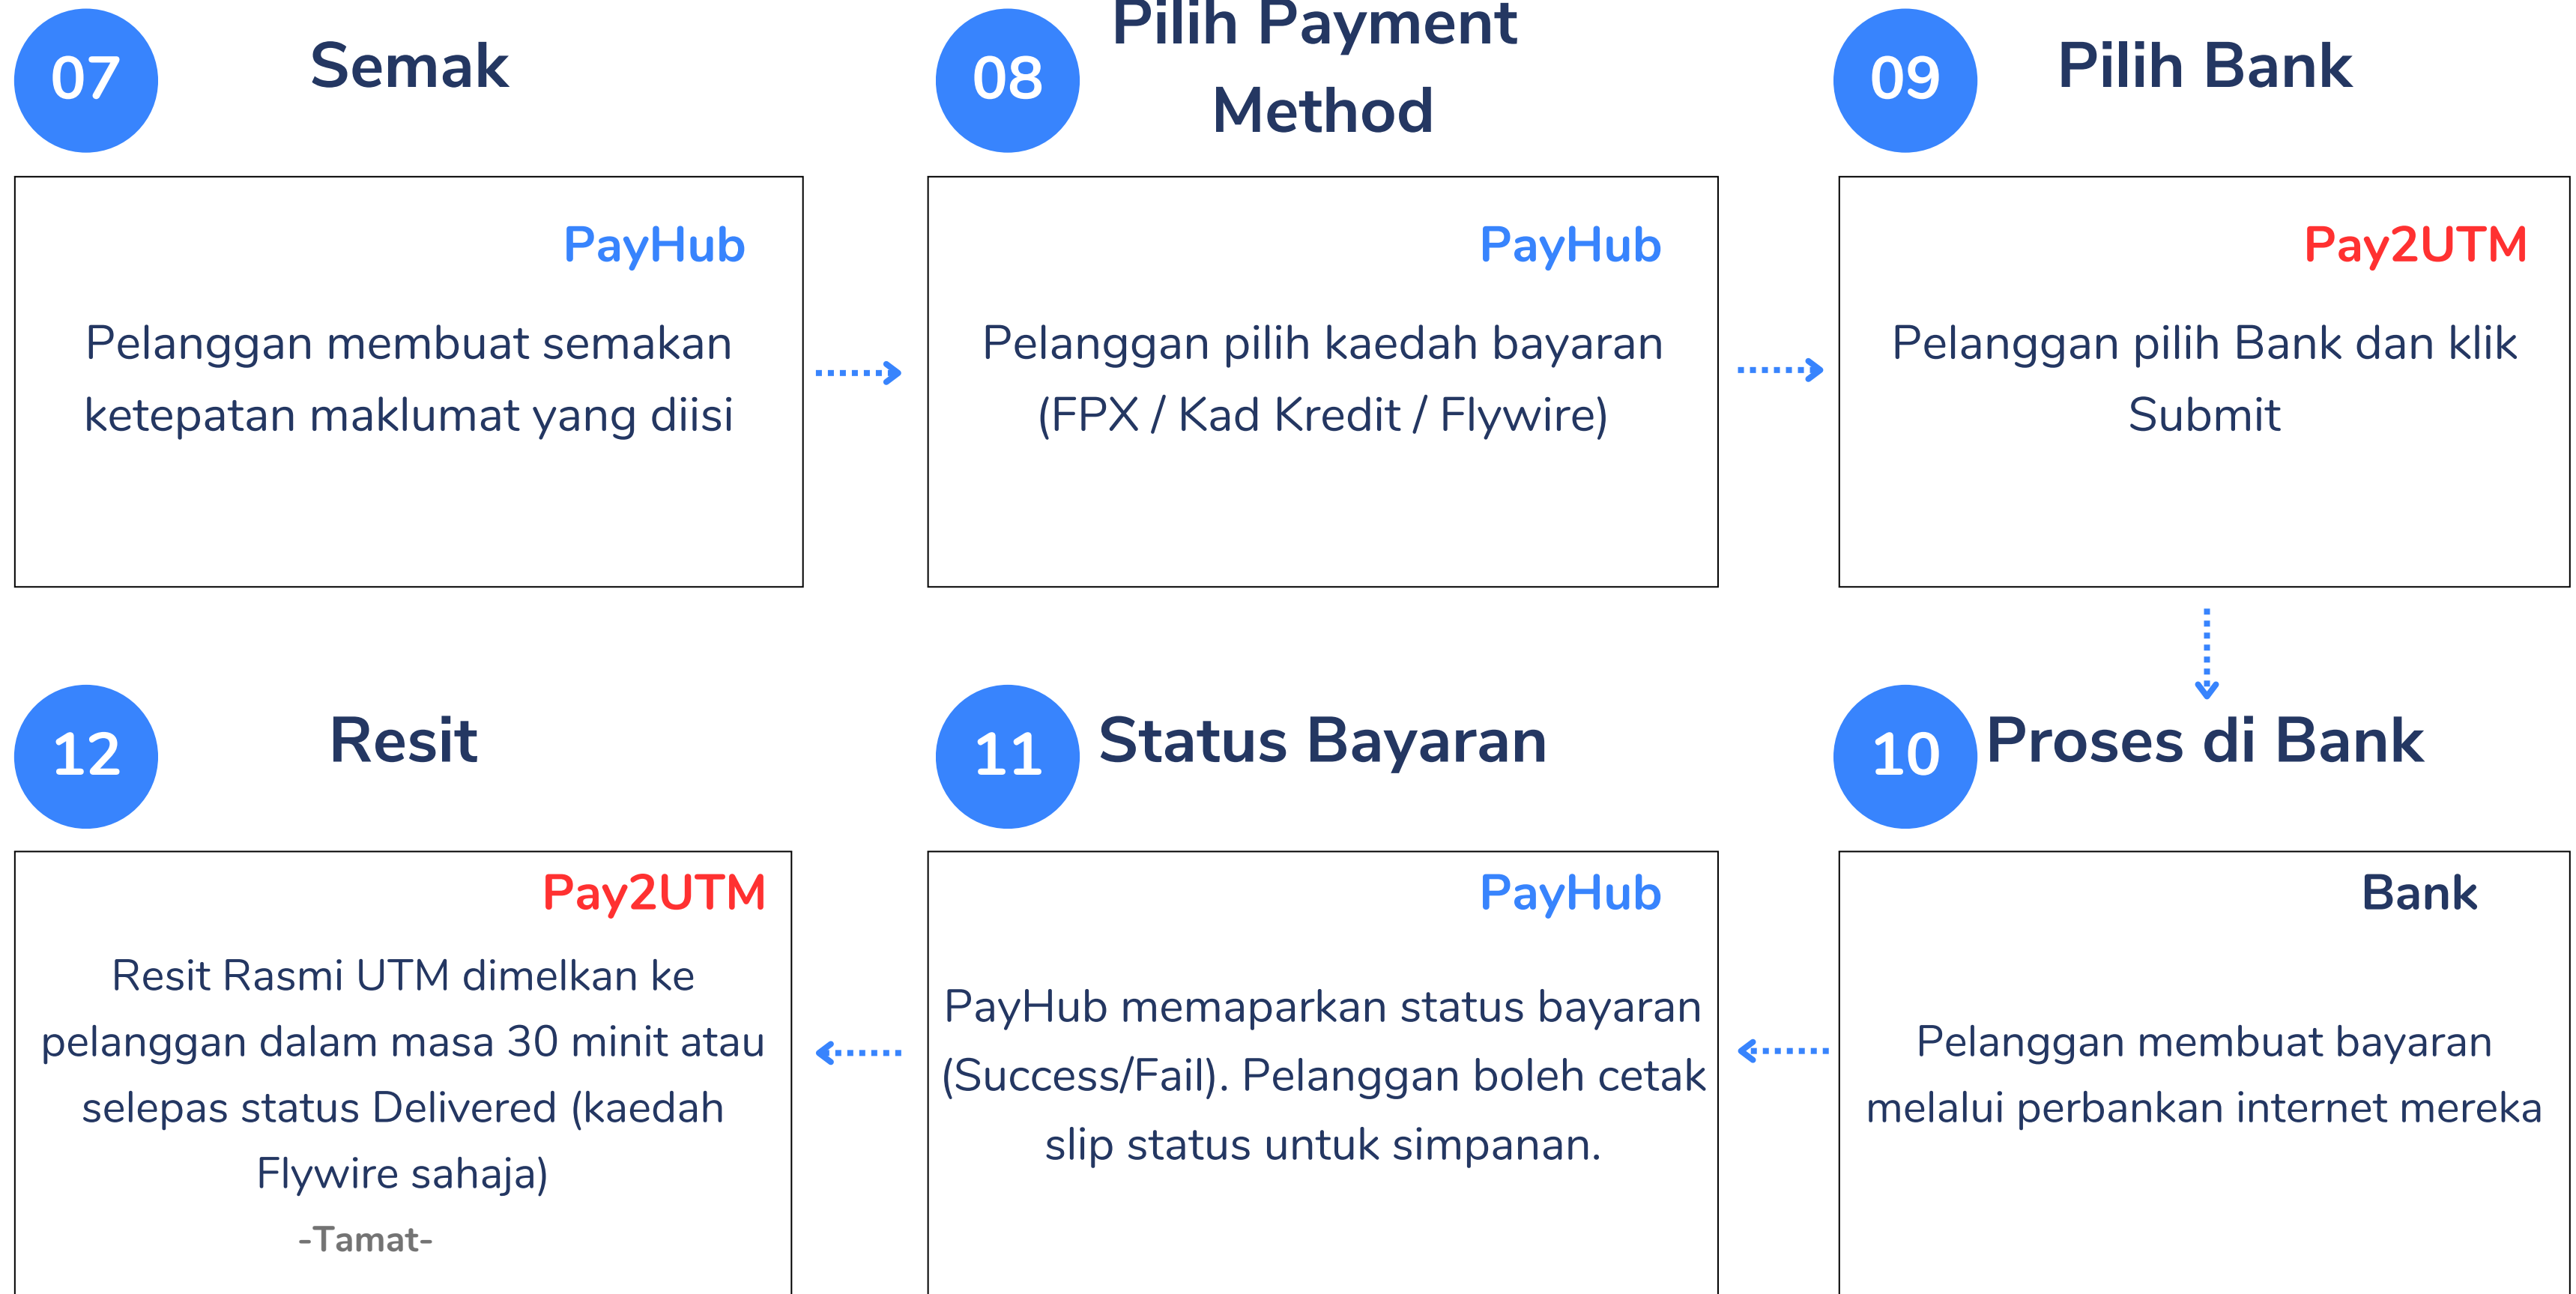 07
Semak
PayHub
Pelanggan membuat semakan
ketepatan maklumat yang diisi
08
Pilih Payment
Method
PayHub
Pelanggan pilih kaedah bayaran
(FPX / Kad Kredit / Flywire)
09
Pilih Bank
Pay2UTM
Pelanggan pilih Bank dan klik
Submit
10
Proses di Bank
Bank
Pelanggan membuat bayaran
melalui perbankan internet mereka
11
Status Bayaran
PayHub
PayHub memaparkan status bayaran
(Success/Fail). Pelanggan boleh cetak
slip status untuk simpanan.
12
Resit
Pay2UTM
Resit Rasmi UTM dimelkan ke
pelanggan dalam masa 30 minit atau
selepas status Delivered (kaedah
Flywire sahaja)
-Tamat-